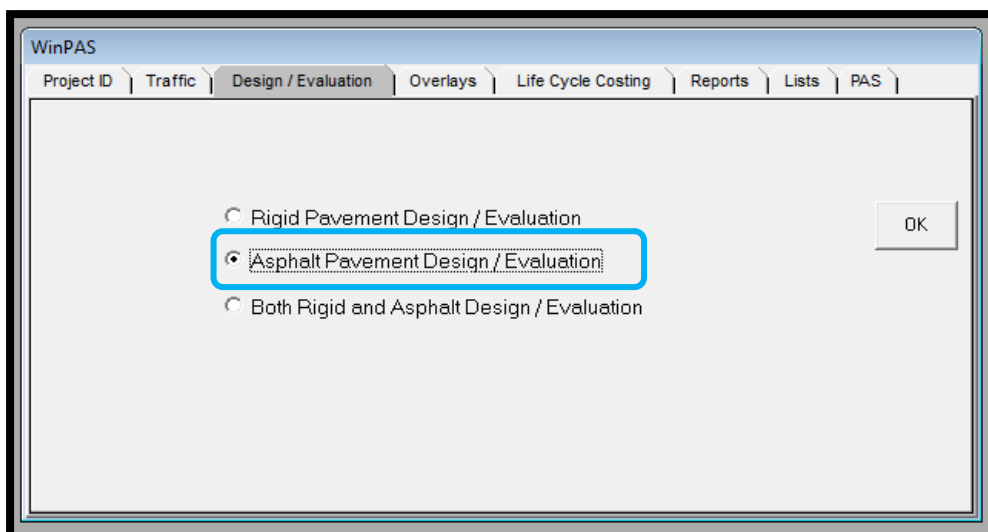 WinPAS
Project ID Traffic Design / Evaluation Overlays Life Cycle Costing Reports Lists PAS
Rigid Pavement Design / Evaluation
OK
Asphalt Pavement Design / Evaluation
Both Rigid and Asphalt Design / Evaluation